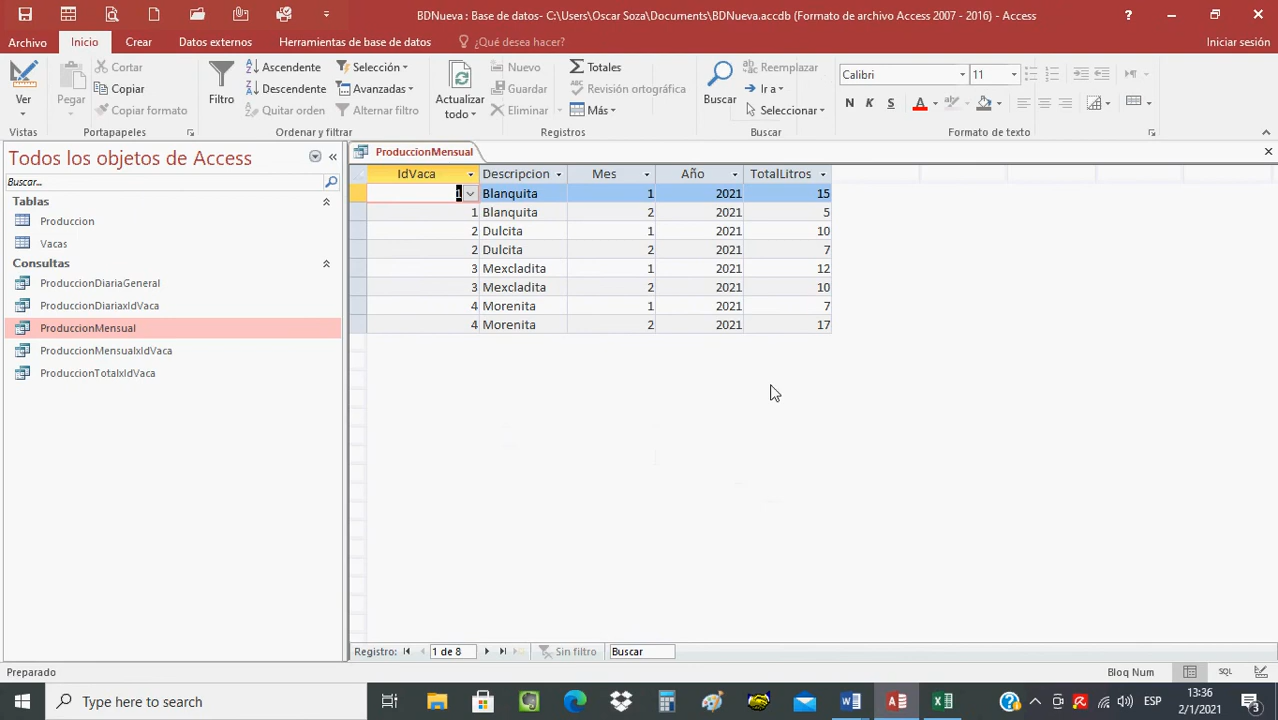 BDNueva : Base de datos- C:\Users\Oscar Soza\Documents\BDNueva.accdb (Formato de archivo Access 2007 - 2016) - Access
Archivo Inicio Crear Datos externos Herramientas de base de datos ¿Qué desea hacer? Iniciar sesión
Ver
Vistas
Pegar
Cortar
Copiar
Copiar formato
Portapapeles
Filtro
Ascendente
Descendente
Quitar orden
Selección
Avanzadas
Alternar filtro
Ordenar y filtrar
Actualizar
todo
Nuevo
Guardar
Eliminar
Totales
Revisión ortográfica
Más
Registros
Buscar
Reemplazar
Ir a
Seleccionar
Buscar
Calibri 11
N K S A
Formato de texto
Todos los objetos de Access
Buscar...
Tablas
Produccion
Vacas
Consultas
ProduccionDiariaGeneral
ProduccionDiariaxIdVaca
ProduccionMensual
ProduccionMensualxIdVaca
ProduccionTotalxIdVaca
ProduccionMensual
IdVaca Descripcion Mes Año TotalLitros
1 Blanquita 1 2021 15
1 Blanquita 2 2021 5
2 Dulcita 1 2021 10
2 Dulcita 2 2021 7
3 Mexcladita 1 2021 12
3 Mexcladita 2 2021 10
4 Morenita 1 2021 7
4 Morenita 2 2021 17
Registro: 1 de 8 Sin filtro Buscar
Preparado Bloq Num SQL
Type here to search
ESP
13:36
2/1/2021
3